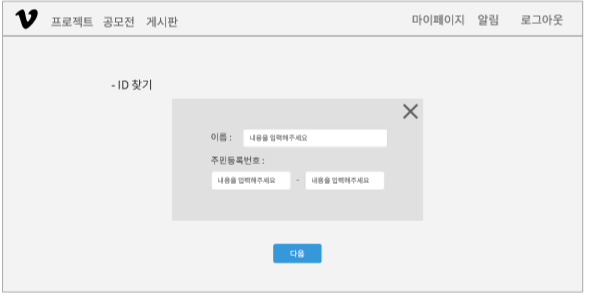 프로젝트 공모전 게시판 마이페이지 알림 로그아웃
- ID 찾기
이름 : 내용을 입력해주세요
주민등록번호 :
내용을 입력해주세요 - 내용을 입력해주세요
다음